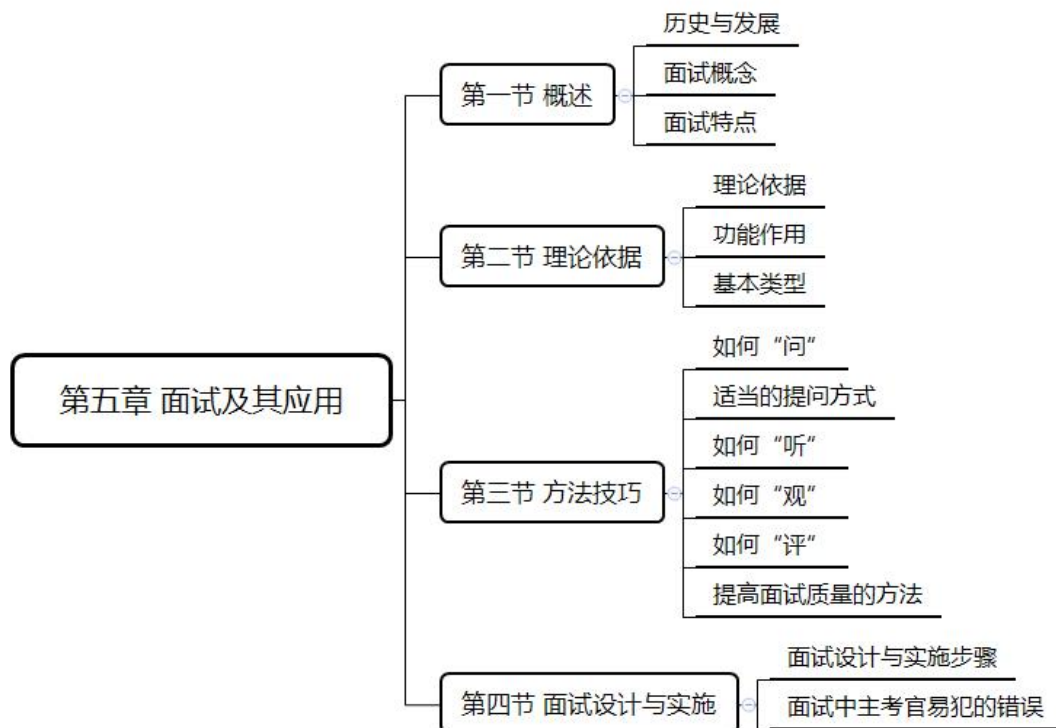 第五章 面试及其应用
第一节 概述
历史与发展
面试概念
面试特点
第二节 理论依据
理论依据
功能作用
基本类型
第三节 方法技巧
如何“问“
适当的提问方式
如何“听“
如何“观“
如何“评“
提高面试质量的方法
第四节 面试设计与实施
面试设计与实施步骤
面试中主考官易犯的错误